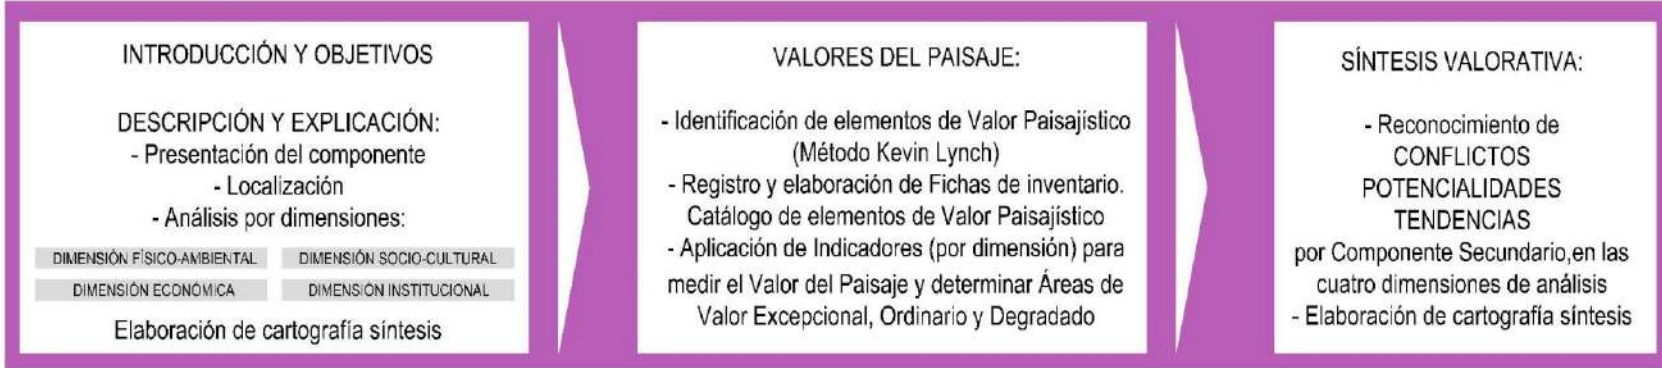 INTRODUCCIÓN Y OBJETIVOS
DESCRIPCIÓN Y EXPLICACIÓN:
- Presentación del componente
- Localización
- Análisis por dimensiones:
DIMENSIÓN FÍSICO-AMBIENTAL
DIMENSIÓN SOCIO-CULTURAL
DIMENSIÓN ECONÓMICA
DIMENSIÓN INSTITUCIONAL
Elaboración de cartografía síntesis
VALORES DEL PAISAJE:
- Identificación de elementos de Valor Paisajístico
(Método Kevin Lynch)
- Registro y elaboración de Fichas de inventario.
Catálogo de elementos de Valor Paisajístico
- Aplicación de Indicadores (por dimensión) para
medir el Valor del Paisaje y determinar Áreas de
Valor Excepcional, Ordinario y Degradado
SÍNTESIS VALORATIVA:
- Reconocimiento de
CONFLICTOS
POTENCIALIDADES
TENDENCIAS
por Componente Secundario,en las
cuatro dimensiones de análisis
- Elaboración de cartografía síntesis